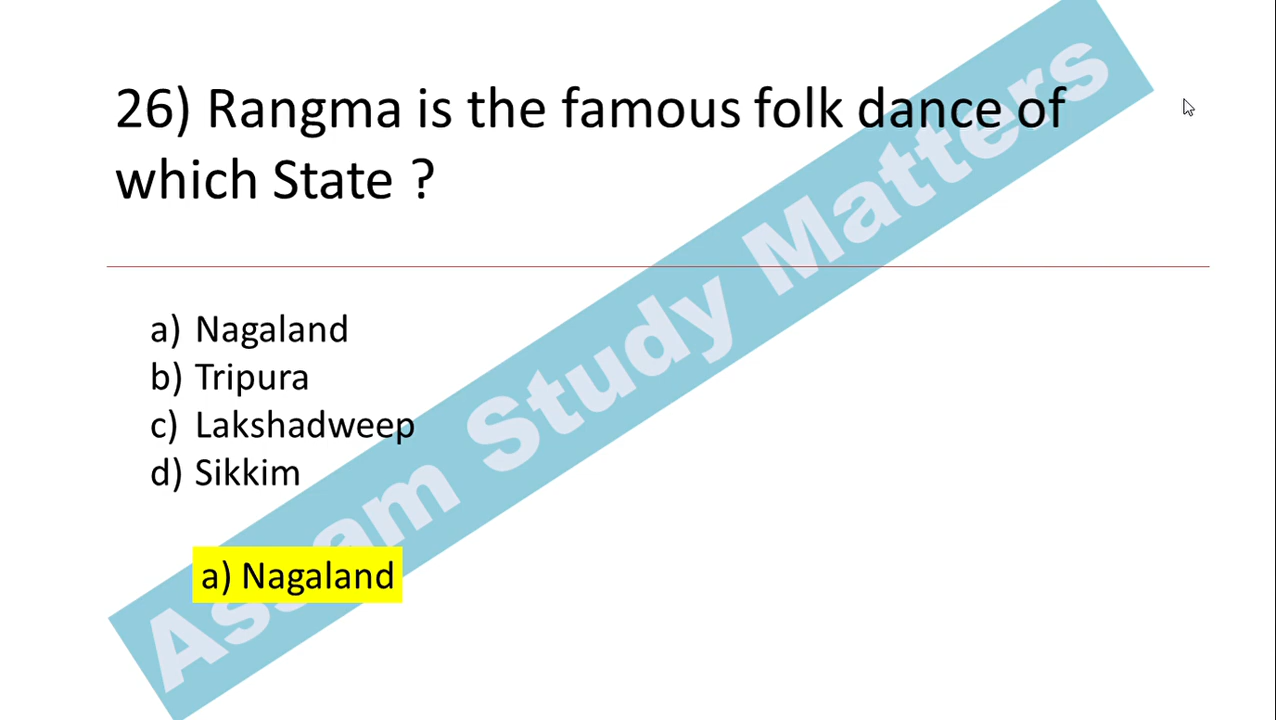 26) Rangma is the famous folk dance of
which State ?
a) Nagaland
b) Tripura
c) Lakshadweep
d) Sikkim
a) Nagaland
Assam Study Matters